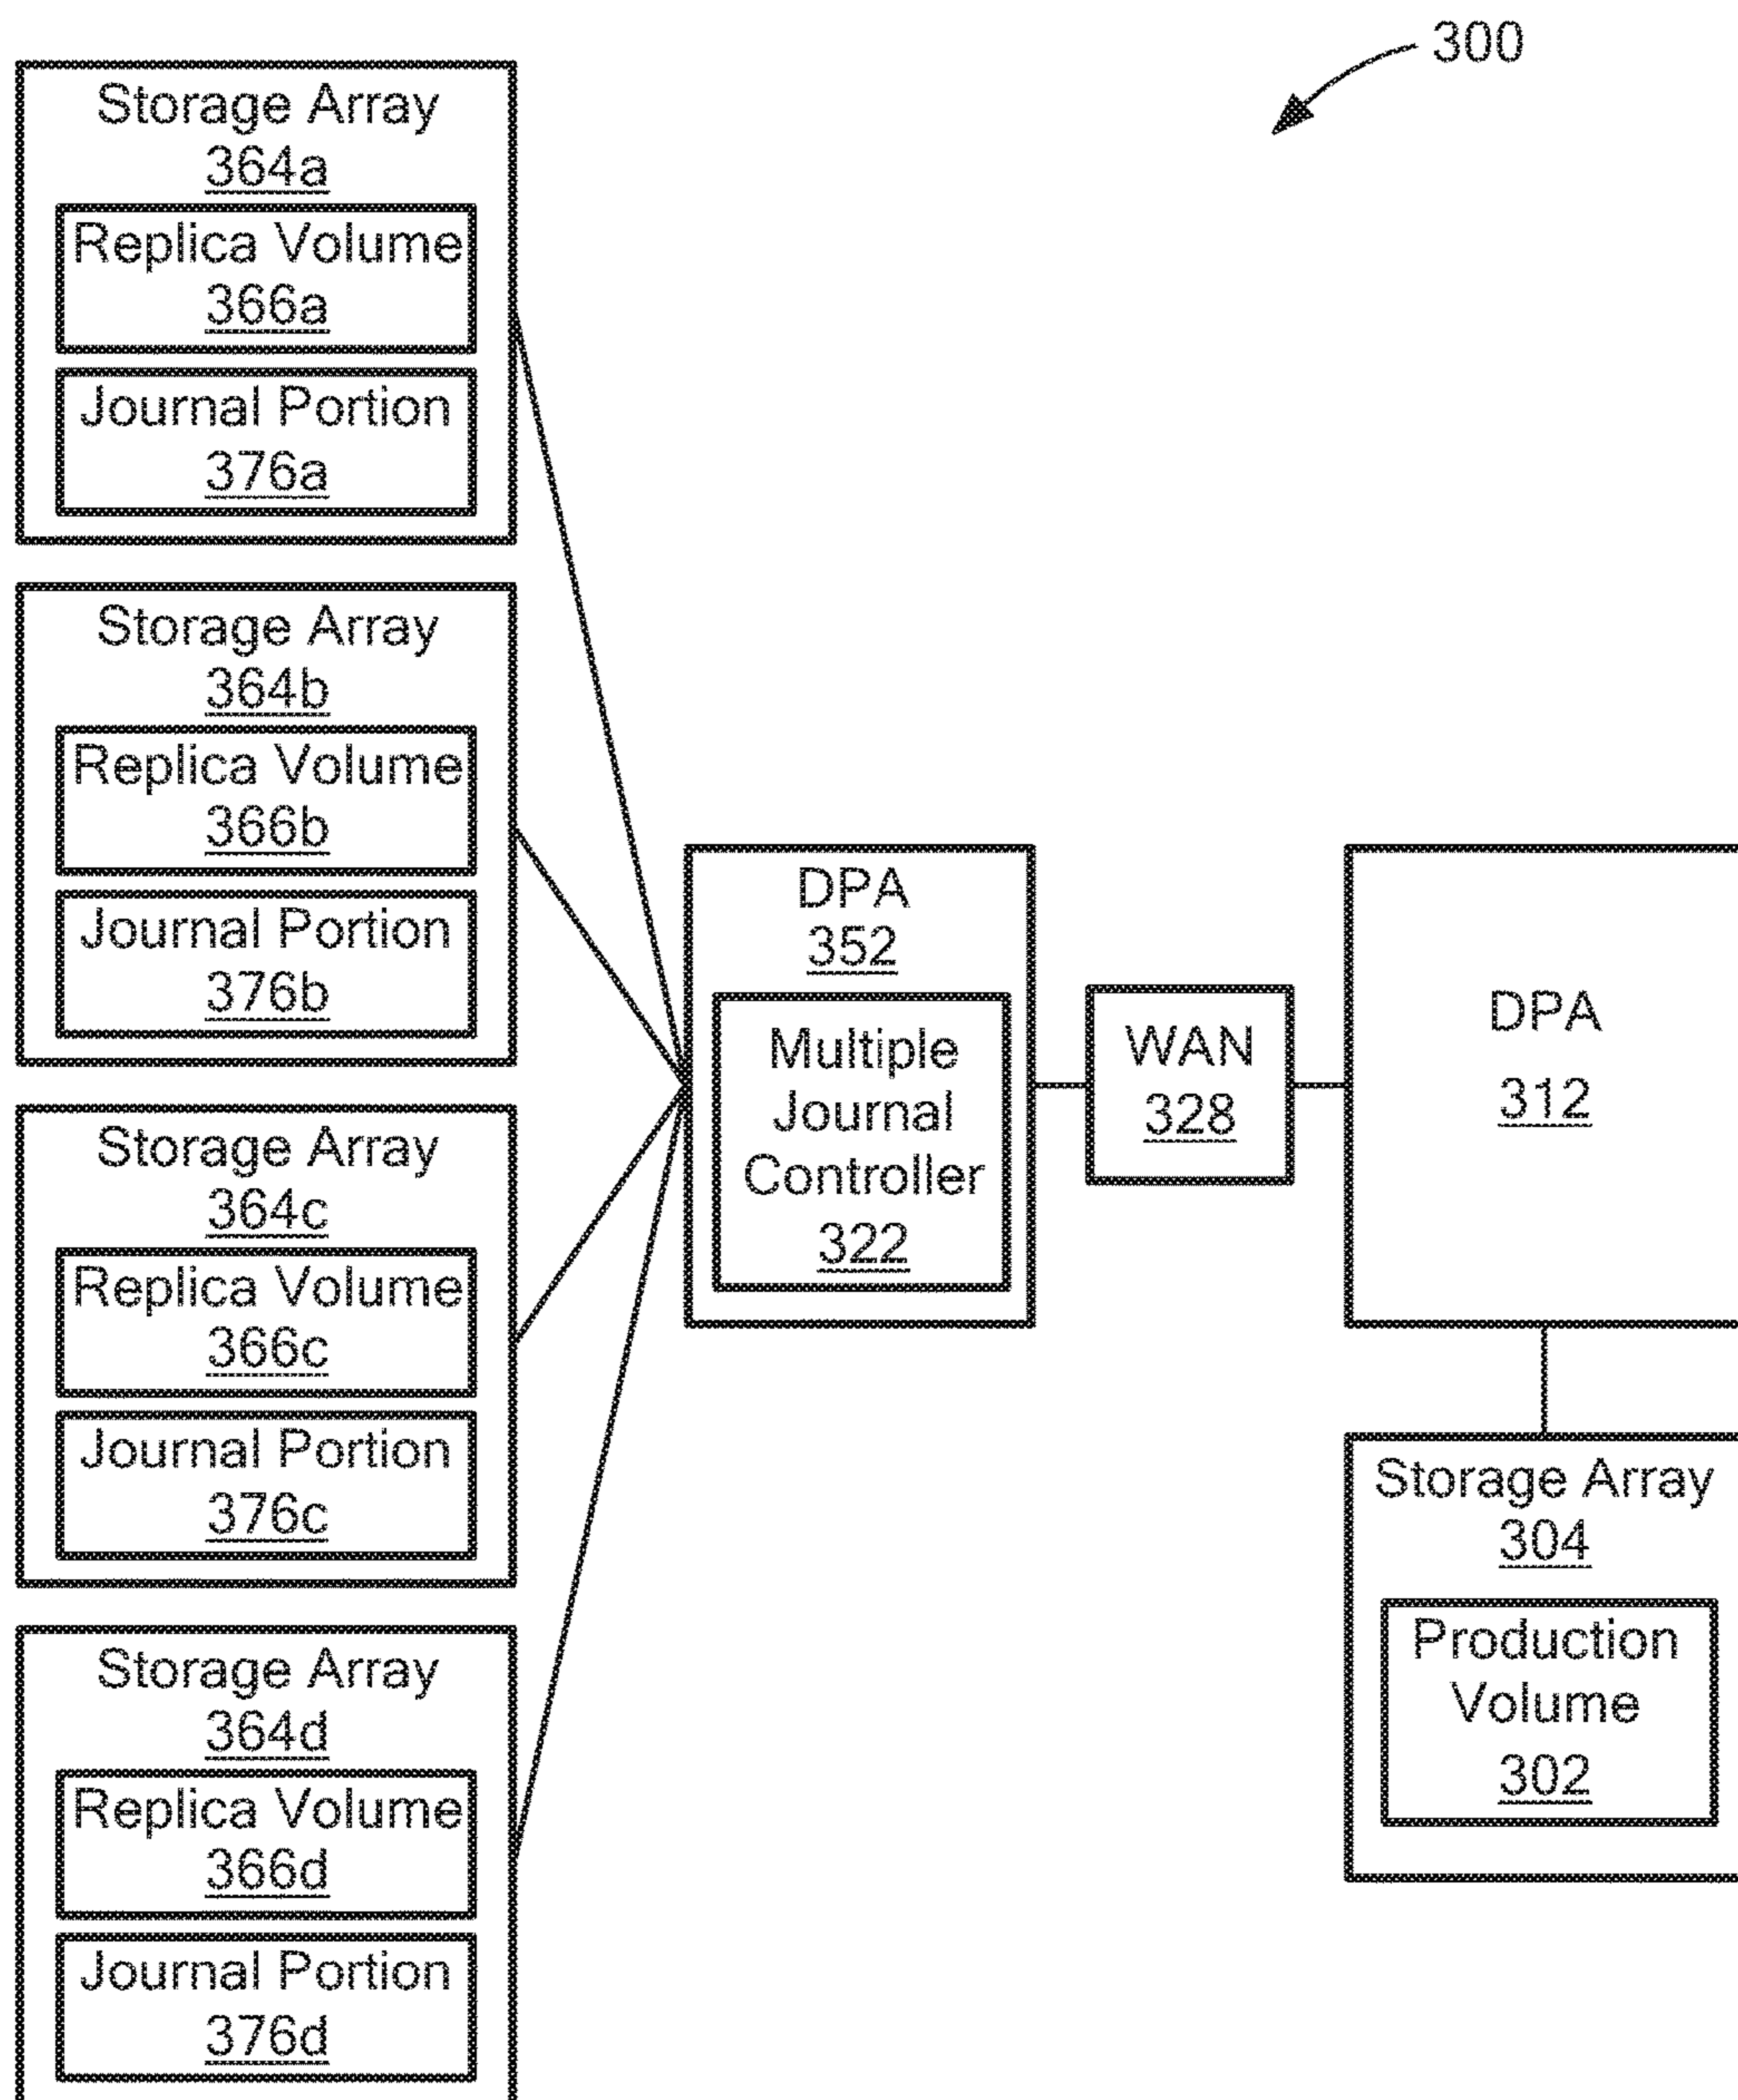 300
Storage Array
364a
Replica Volume
366a
Journal Portion
376a
Storage Array
364b
Replica Volume
366b
Journal Portion
376b
Storage Array
364c
Replica Volume
366c
Journal Portion
376c
Storage Array
364d
Replica Volume
366d
Journal Portion
376d
DPA
352
Multiple
Journal
Controller
322
WAN
328
DPA
312
Storage Array
304
Production
Volume
302